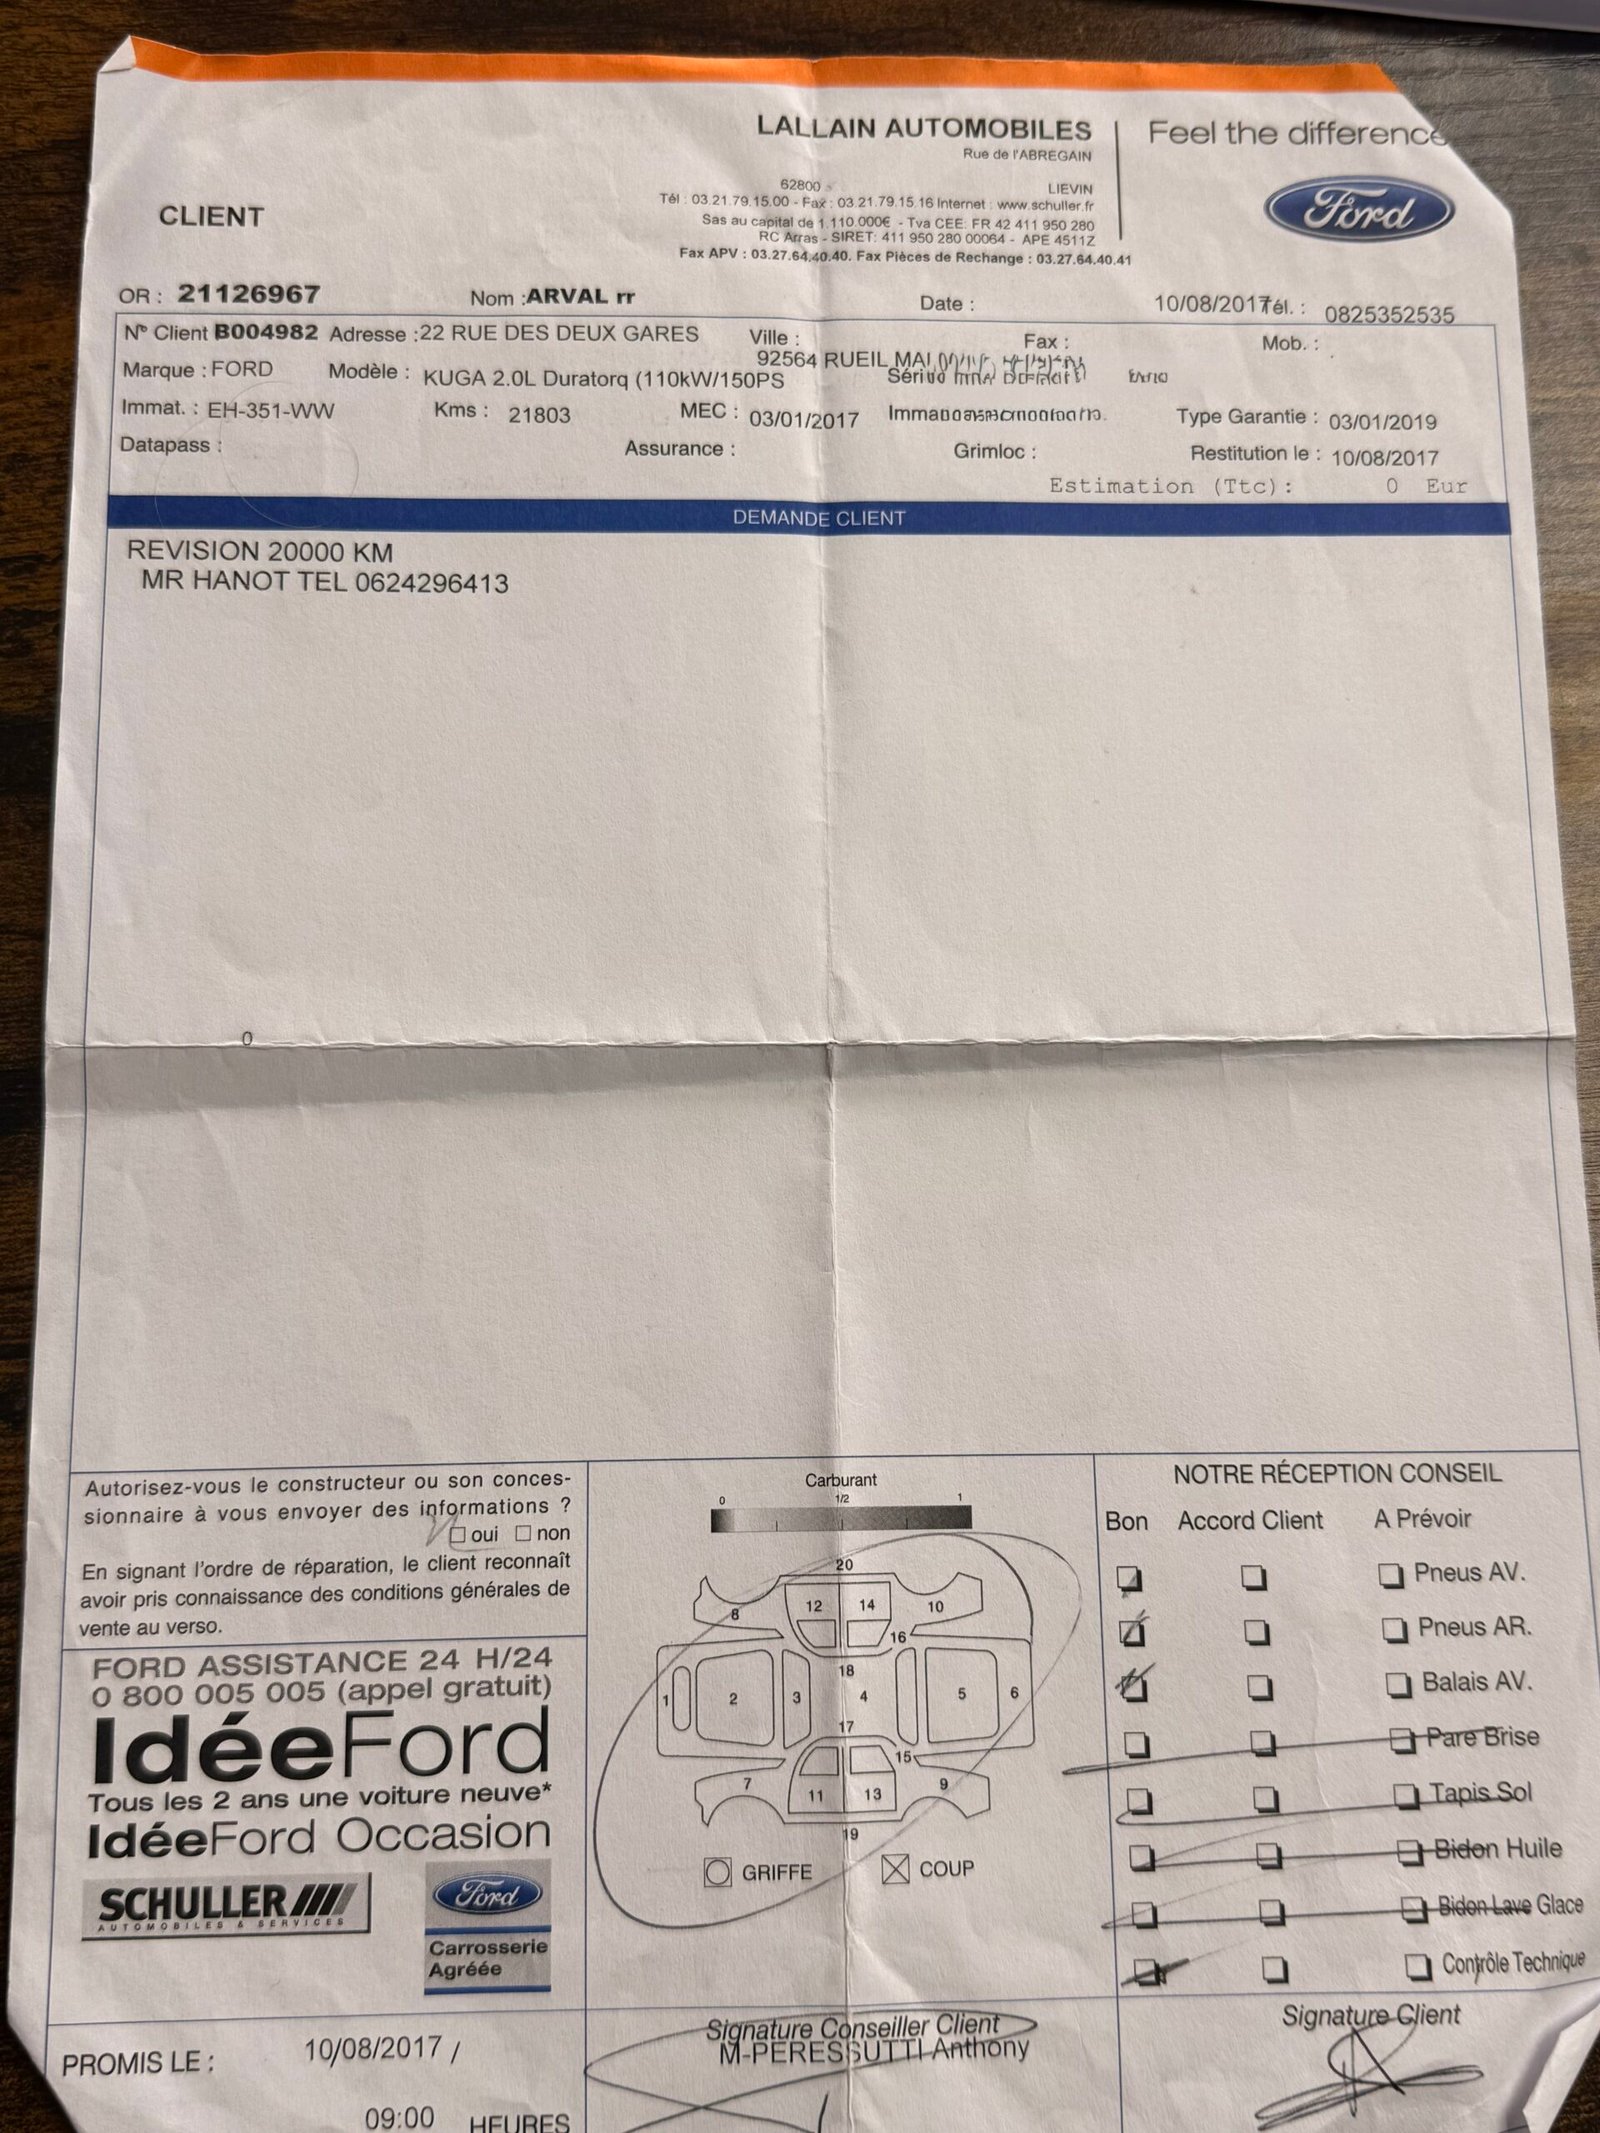 LALLAIN AUTOMOBILES
Rue de l'ABREGAIN
62800 LIEVIN
Tél : 03.21.79.15.00 - Fax : 03.21.79.15.16 Internet : www.schuller.fr
Sas au capital de 1.110.000€ - Tva CEE: FR 42 411 950 280
RC Arras - SIRET: 411 950 280 00064 - APE 4511Z
Fax APV : 03.27.64.40.40. Fax Pièces de Rechange : 03.27.64.40.41
Feel the difference
Ford
CLIENT
OR : 21126967 Nom :ARVAL rr Date : 10/08/2017 Tél. : 0825352535
N° Client B004982 Adresse :22 RUE DES DEUX GARES Ville : 92564 RUEIL Fax : Mob. :
Marque : FORD Modèle : KUGA 2.0L Duratorq (110kW/150PS
Immat. : EH-351-WW Kms : 21803 MEC : 03/01/2017 Type Garantie : 03/01/2019
Datapass : Assurance : Grimloc : Restitution le : 10/08/2017
Estimation (Ttc): 0 Eur
DEMANDE CLIENT
REVISION 20000 KM
MR HANOT TEL 0624296413
0
Autorisez-vous le constructeur ou son conces-
sionnaire à vous envoyer des informations ?
oui non
En signant l'ordre de réparation, le client reconnaît
avoir pris connaissance des conditions générales de
vente au verso.
FORD ASSISTANCE 24 H/24
0 800 005 005 (appel gratuit)
IdéeFord
Tous les 2 ans une voiture neuve*
IdéeFord Occasion
SCHULLER
AUTOMOBILES & SERVICES
Ford
Carrosserie
Agréée
Carburant
0 1/2 1
20
8 12 14 10
16
18
1 2 3 4 5 6
17
15
7 11 13 9
19
GRIFFE COUP
NOTRE RÉCEPTION CONSEIL
Bon Accord Client A Prévoir
Pneus AV.
Pneus AR.
Balais AV.
Pare Brise
Tapis Sol
Bidon Huile
Bidon Lave Glace
Contrôle Technique
PROMIS LE : 10/08/2017 /
09:00 HEURES
Signature Conseiller Client
M-PERESSUTTI Anthony
Signature Client